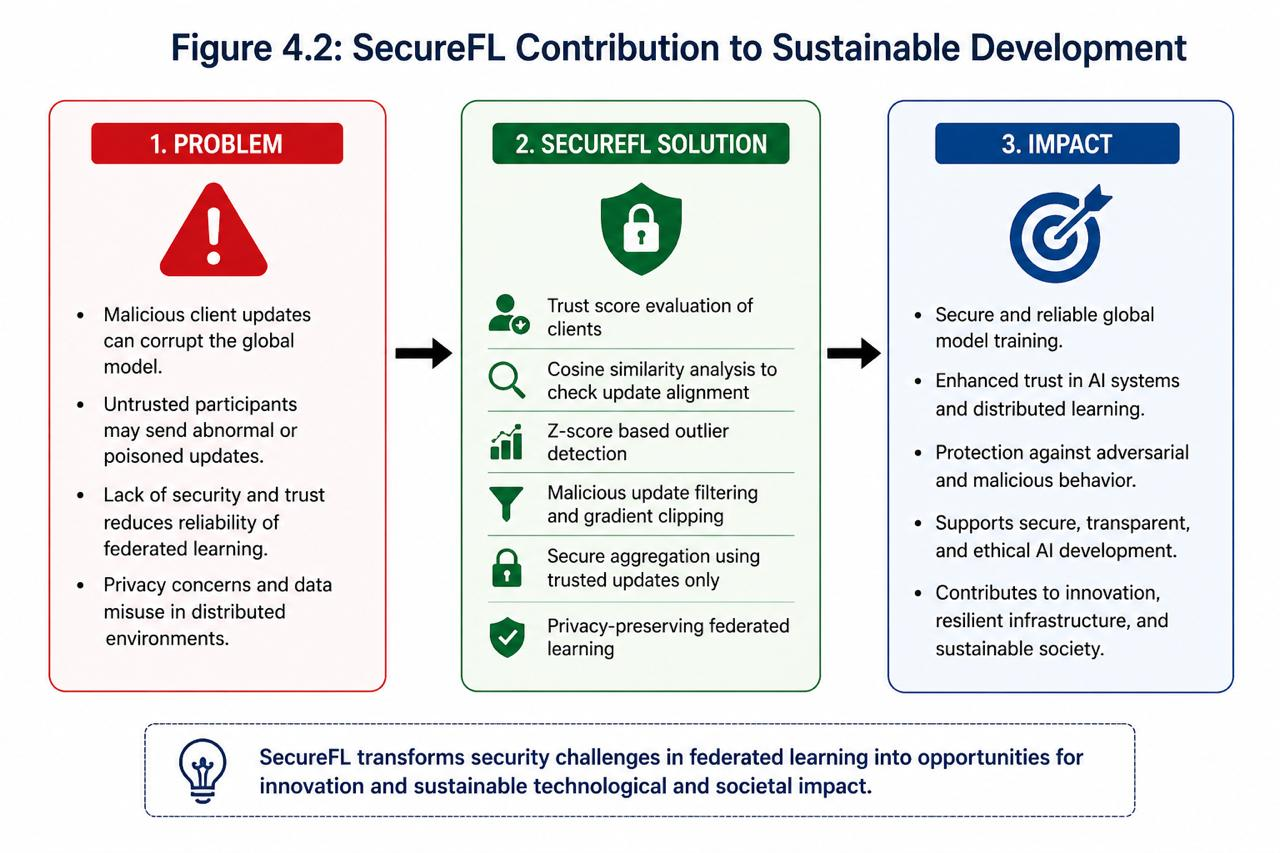 Figure 4.2: SecureFL Contribution to Sustainable Development
1. PROBLEM
• Malicious client updates
can corrupt the global
model.
• Untrusted participants
may send abnormal or
poisoned updates.
• Lack of security and trust
reduces reliability of
federated learning.
• Privacy concerns and data
misuse in distributed
environments.
2. SECUREFL SOLUTION
Trust score evaluation of
clients
Cosine similarity analysis to
check update alignment
Z-score based outlier
detection
Malicious update filtering
and gradient clipping
Secure aggregation using
trusted updates only
Privacy-preserving federated
learning
3. IMPACT
• Secure and reliable global
model training.
• Enhanced trust in AI systems
and distributed learning.
• Protection against adversarial
and malicious behavior.
• Supports secure, transparent,
and ethical AI development.
• Contributes to innovation,
resilient infrastructure, and
sustainable society.
SecureFL transforms security challenges in federated learning into opportunities for
innovation and sustainable technological and societal impact.